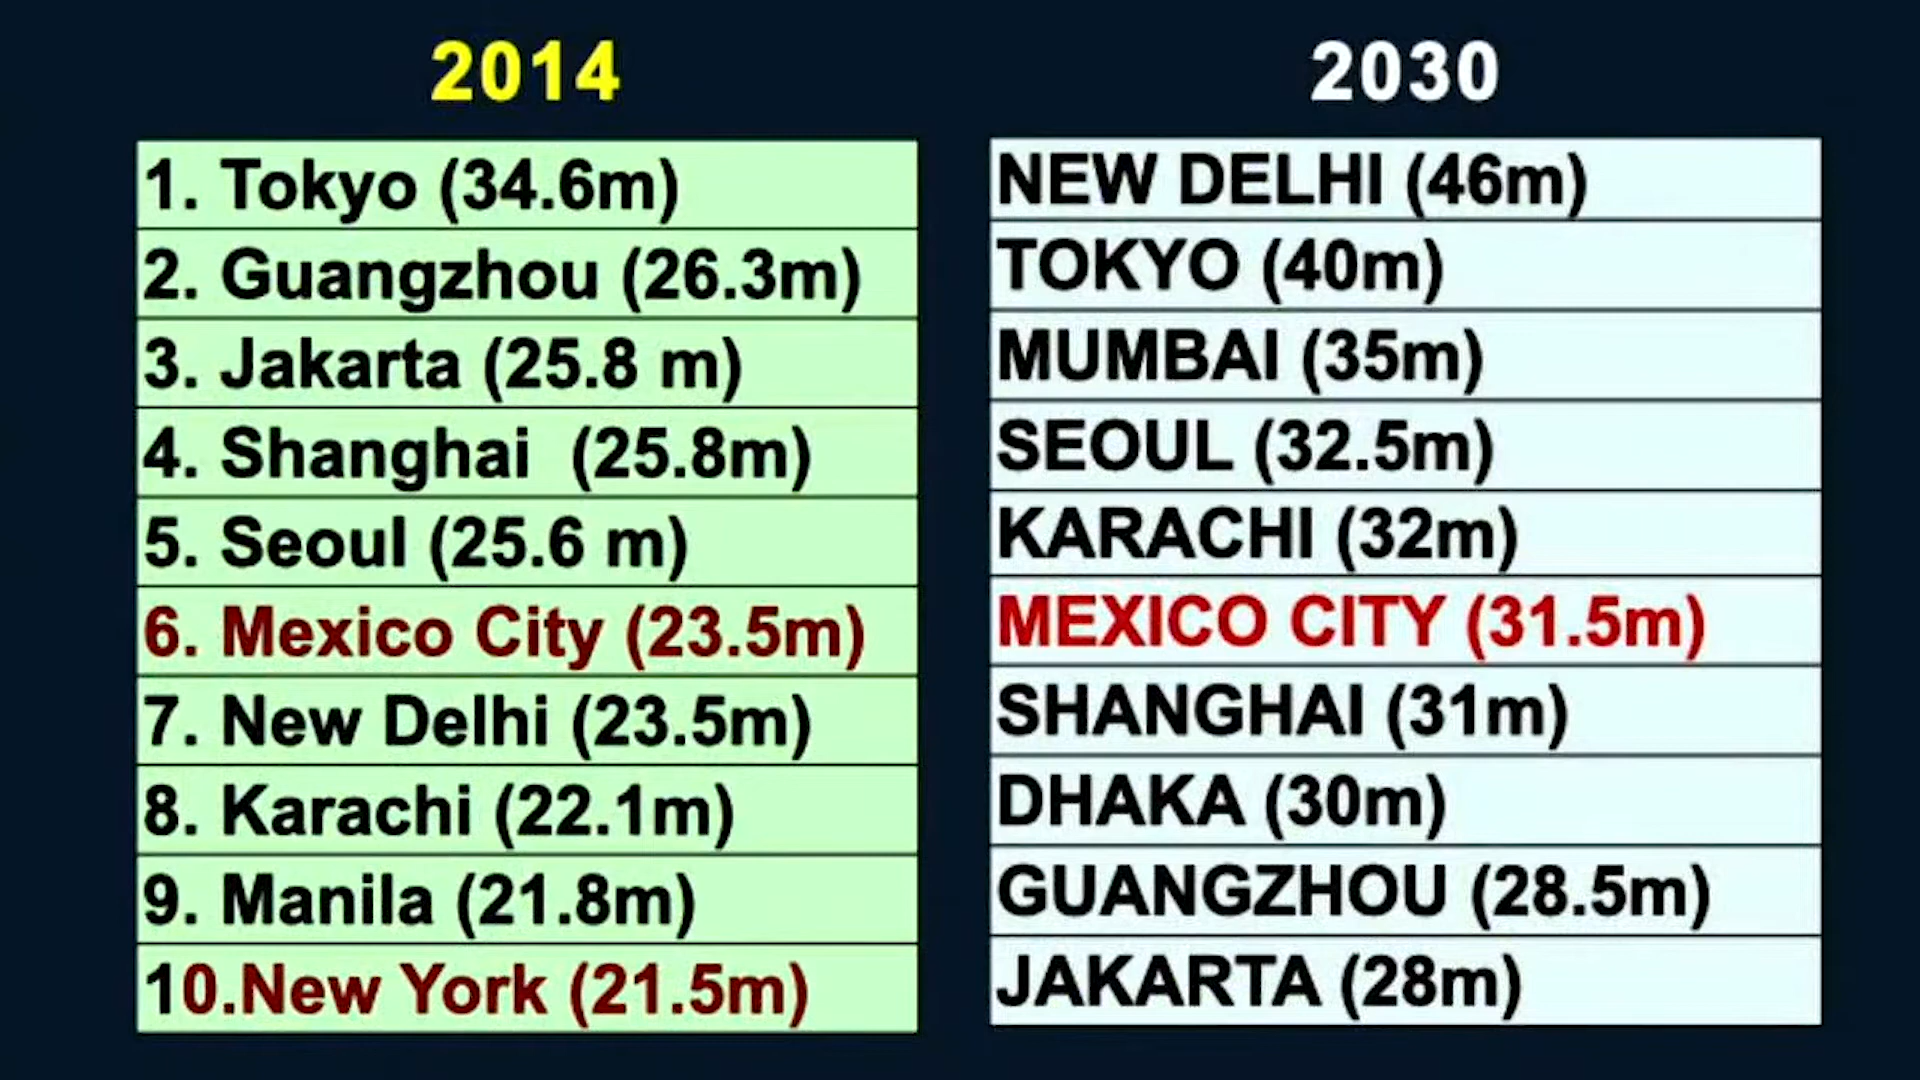 2014
1. Tokyo (34.6m)
2. Guangzhou (26.3m)
3. Jakarta (25.8 m)
4. Shanghai  (25.8m)
5. Seoul (25.6 m)
6. Mexico City (23.5m)
7. New Delhi (23.5m)
8. Karachi (22.1m)
9. Manila (21.8m)
10.New York (21.5m)
2030
NEW DELHI (46m)
TOKYO (40m)
MUMBAI (35m)
SEOUL (32.5m)
KARACHI (32m)
MEXICO CITY (31.5m)
SHANGHAI (31m)
DHAKA (30m)
GUANGZHOU (28.5m)
JAKARTA (28m)